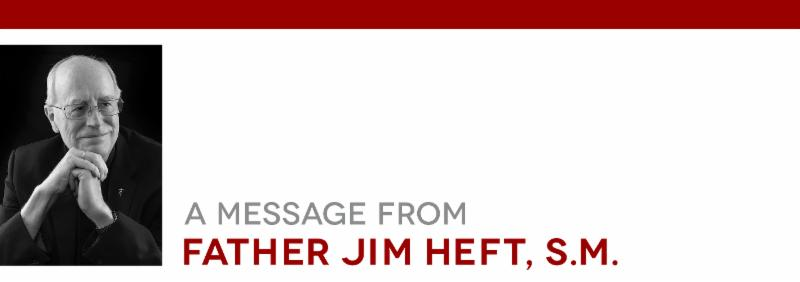 A MESSAGE FROM
FATHER JIM HEFT, S.M.